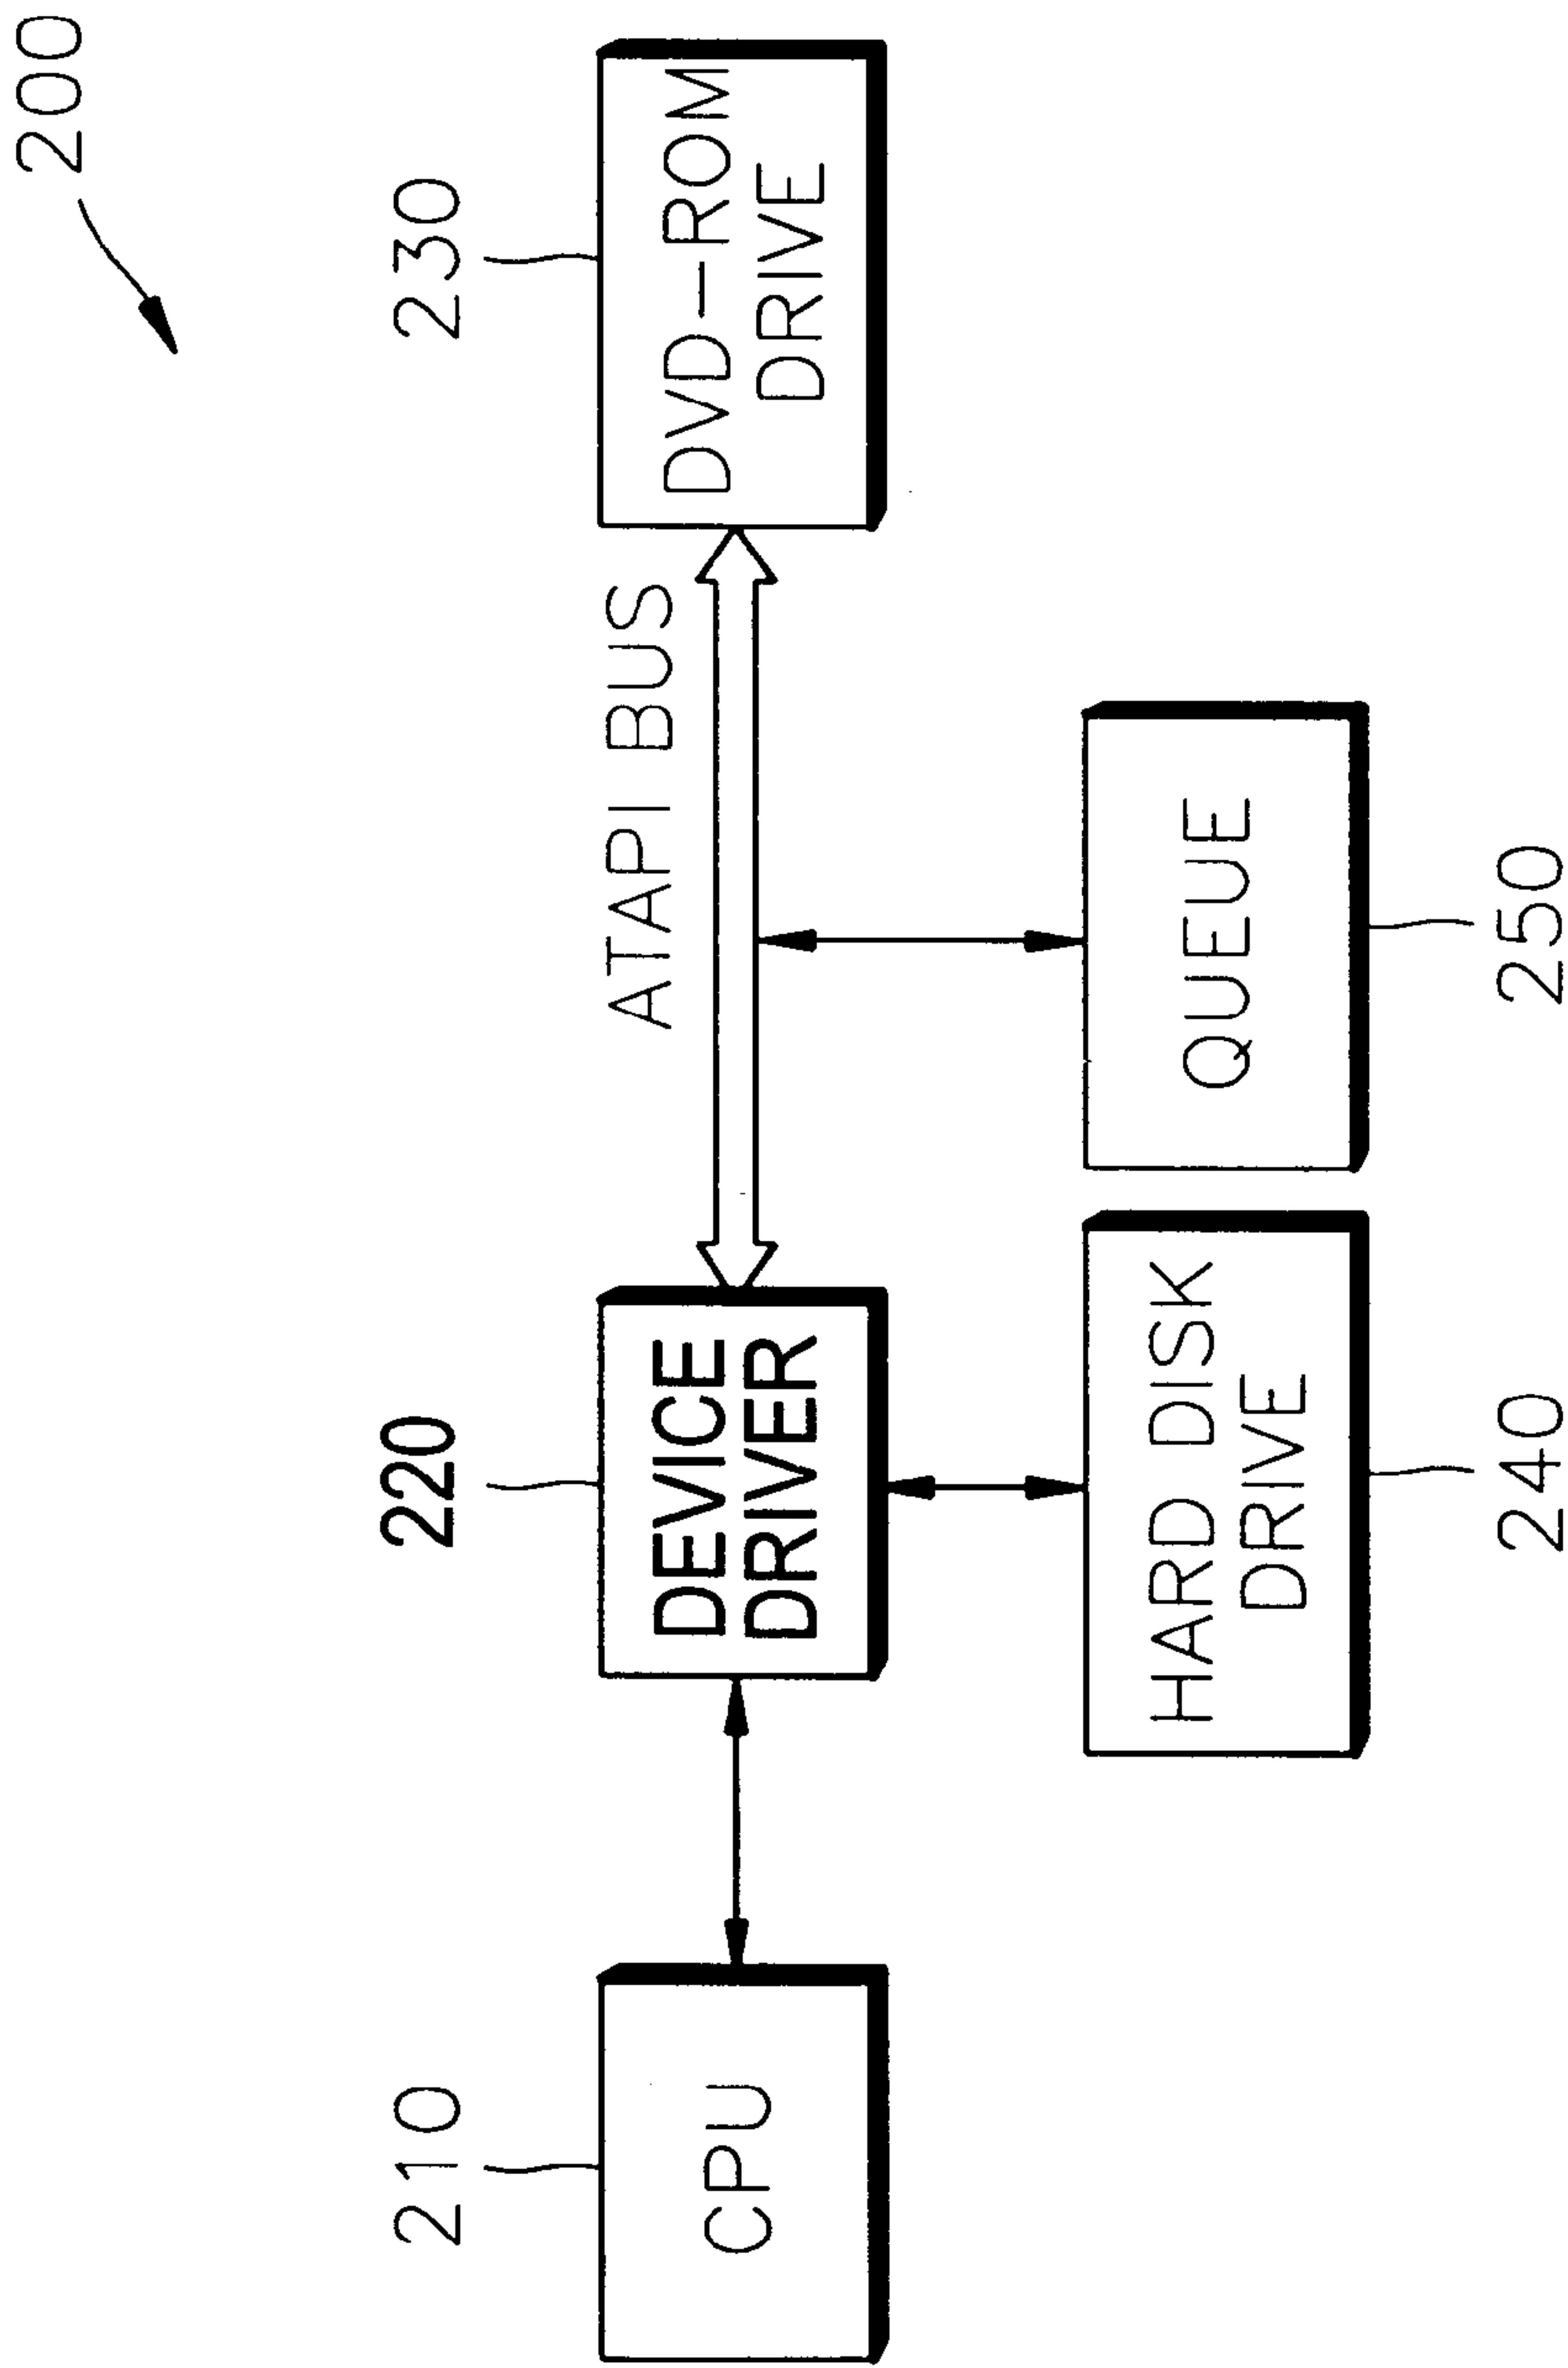 200
210
220
230
CPU
DEVICE
DRIVER
ATAPI BUS
DVD-ROM
DRIVE
HARD DISK
DRIVE
QUEUE
240
250